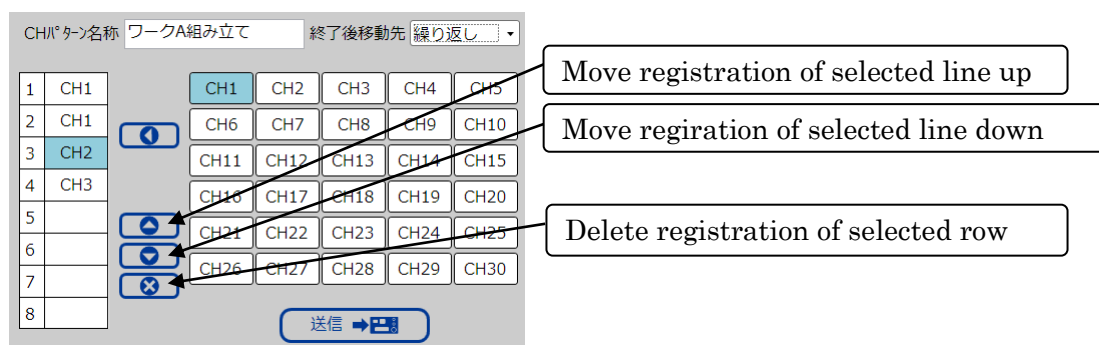 CHﾊﾟﾀｰﾝ名称 ワークA組み立て 終了後移動先 繰り返し
Move registration of selected line up
1 CH1 CH1 CH2 CH3 CH4 CH5
2 CH1 CH6 CH7 CH8 CH9 CH10
Move regiration of selected line down
3 CH2 CH11 CH12 CH13 CH14 CH15
4 CH3 CH16 CH17 CH18 CH19 CH20
5 CH21 CH22 CH23 CH24 CH25
Delete registration of selected row
6
7 CH26 CH27 CH28 CH29 CH30
8
送信